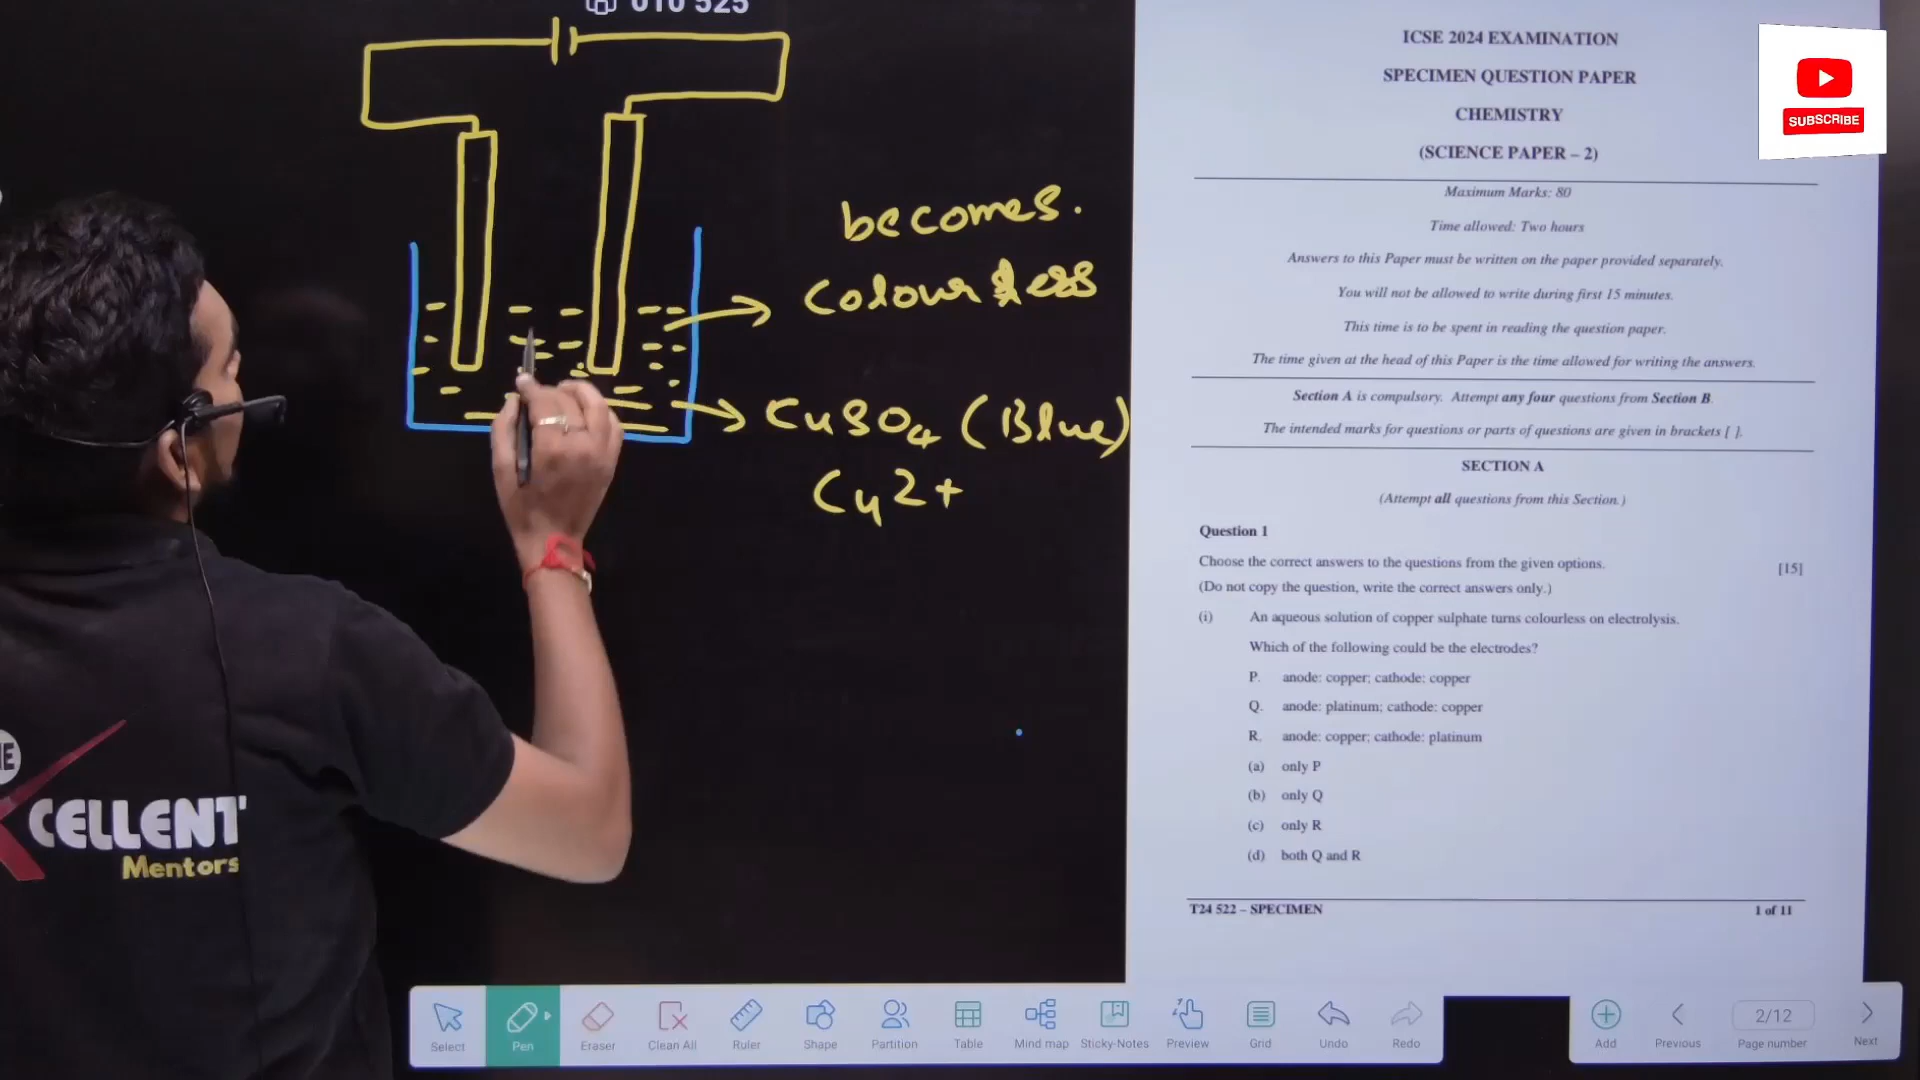 010 525
becomes.
colourless
CuSO4 (Blue)
Cu2+
CELLENT
Mentors
ICSE 2024 EXAMINATION
SPECIMEN QUESTION PAPER
CHEMISTRY
(SCIENCE PAPER – 2)
SUBSCRIBE
Maximum Marks: 80
Time allowed: Two hours
Answers to this Paper must be written on the paper provided separately.
You will not be allowed to write during first 15 minutes.
This time is to be spent in reading the question paper.
The time given at the head of this Paper is the time allowed for writing the answers.
Section A is compulsory. Attempt any four questions from Section B.
The intended marks for questions or parts of questions are given in brackets [ ].
SECTION A
(Attempt all questions from this Section.)
Question 1
Choose the correct answers to the questions from the given options. [15]
(Do not copy the question, write the correct answers only.)
(i) An aqueous solution of copper sulphate turns colourless on electrolysis.
Which of the following could be the electrodes?
P. anode: copper; cathode: copper
Q. anode: platinum; cathode: copper
R. anode: copper; cathode: platinum
(a) only P
(b) only Q
(c) only R
(d) both Q and R
T24 522 – SPECIMEN 1 of 11
Select Pen Eraser Clean All Ruler Shape Partition Table Mind map Sticky-Notes Preview Grid Undo Redo
2/12
Add Previous Page number Next